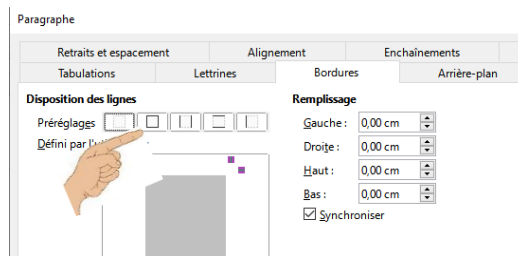 Paragraphe
Retraits et espacement Alignement Enchaînements
Tabulations Lettrines Bordures Arrière-plan
Disposition des lignes Remplissage
Préréglages Gauche : 0,00 cm
Défini par l'uti Droite : 0,00 cm
Haut : 0,00 cm
Bas : 0,00 cm
Synchroniser